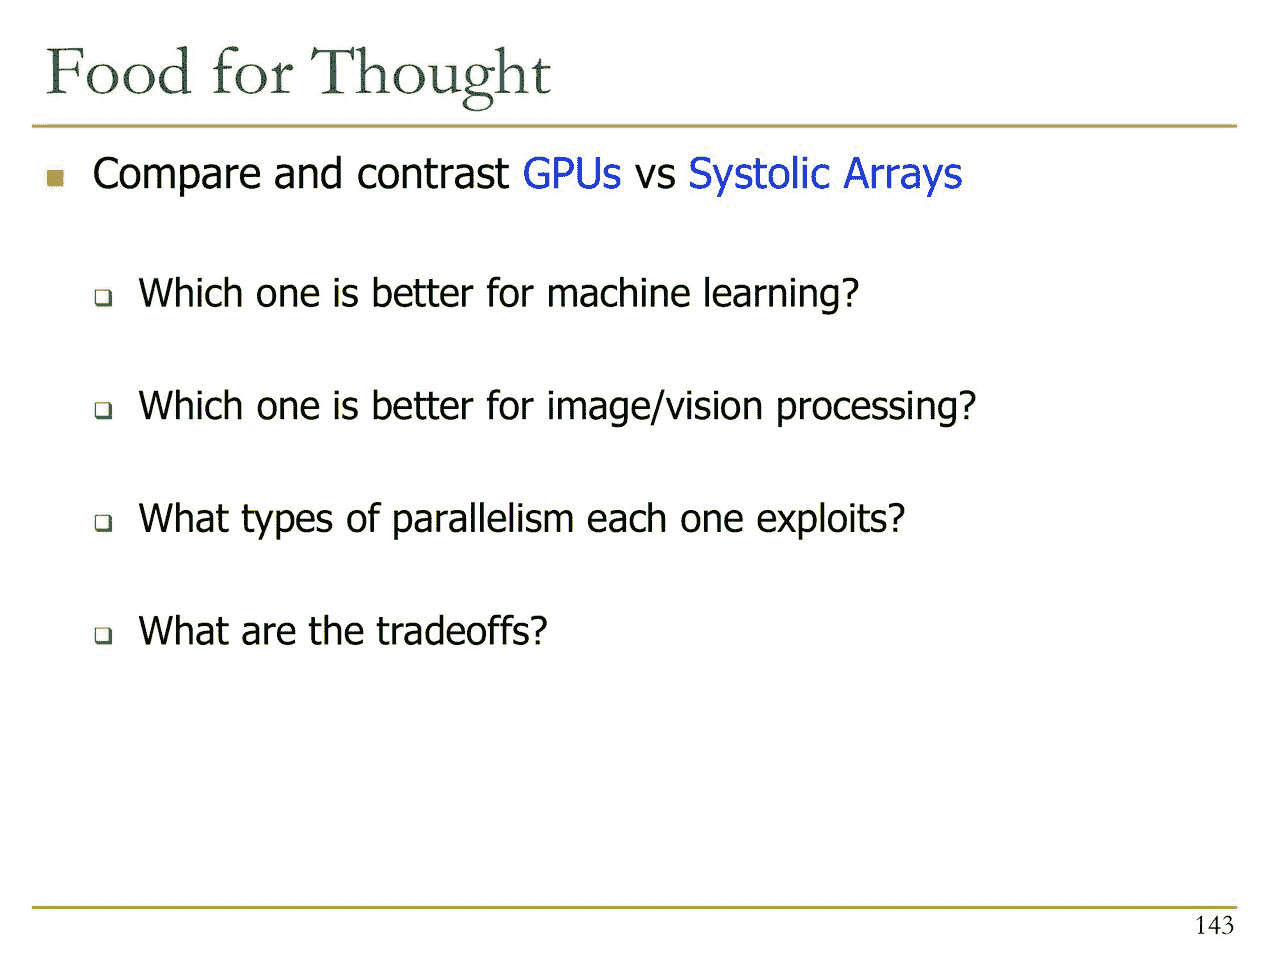 Food for Thought
Compare and contrast GPUs vs Systolic Arrays
Which one is better for machine learning?
Which one is better for image/vision processing?
What types of parallelism each one exploits?
What are the tradeoffs?
143